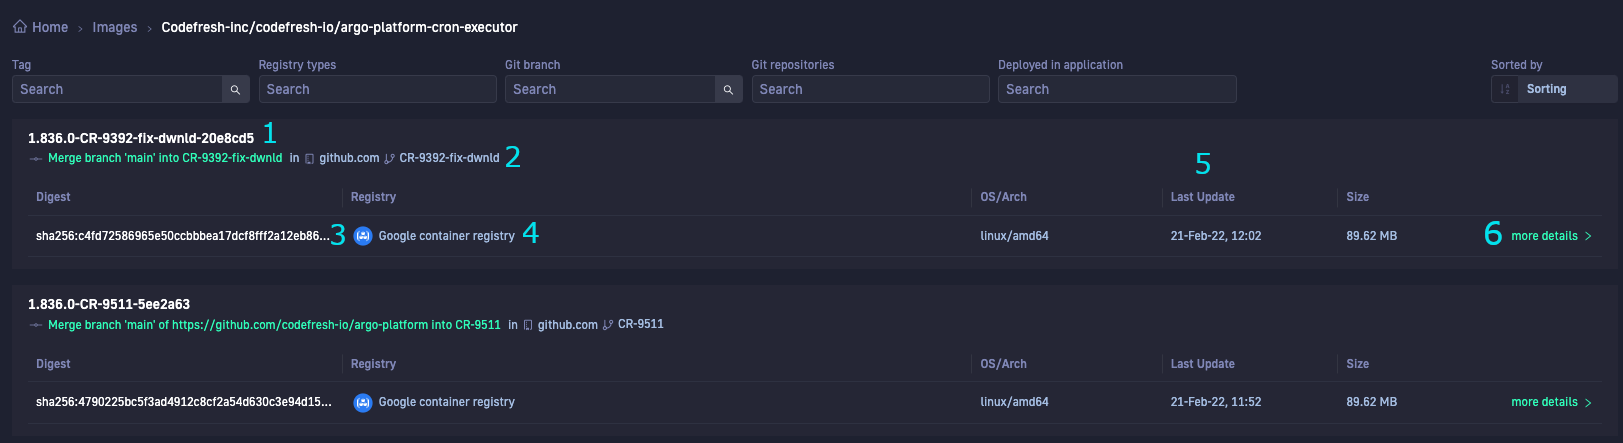 Home > Images > Codefresh-inc/codefresh-io/argo-platform-cron-executor
Tag Registry types Git branch Git repositories Deployed in application Sorted by
Search Search Search Search Search Sorting
1.836.0-CR-9392-fix-dwnld-20e8cd5 1
Merge branch 'main' into CR-9392-fix-dwnld in github.com CR-9392-fix-dwnld 2
5
Digest Registry OS/Arch Last Update Size
sha256:c4fd72586965e50ccbbbea17dcf8fff2a12eb86... 3 Google container registry 4 linux/amd64 21-Feb-22, 12:02 89.62 MB 6 more details >
1.836.0-CR-9511-5ee2a63
Merge branch 'main' of https://github.com/codefresh-io/argo-platform into CR-9511 in github.com CR-9511
Digest Registry OS/Arch Last Update Size
sha256:4790225bc5f3ad4912c8cf2a54d630c3e94d15... Google container registry linux/amd64 21-Feb-22, 11:52 89.62 MB more details >